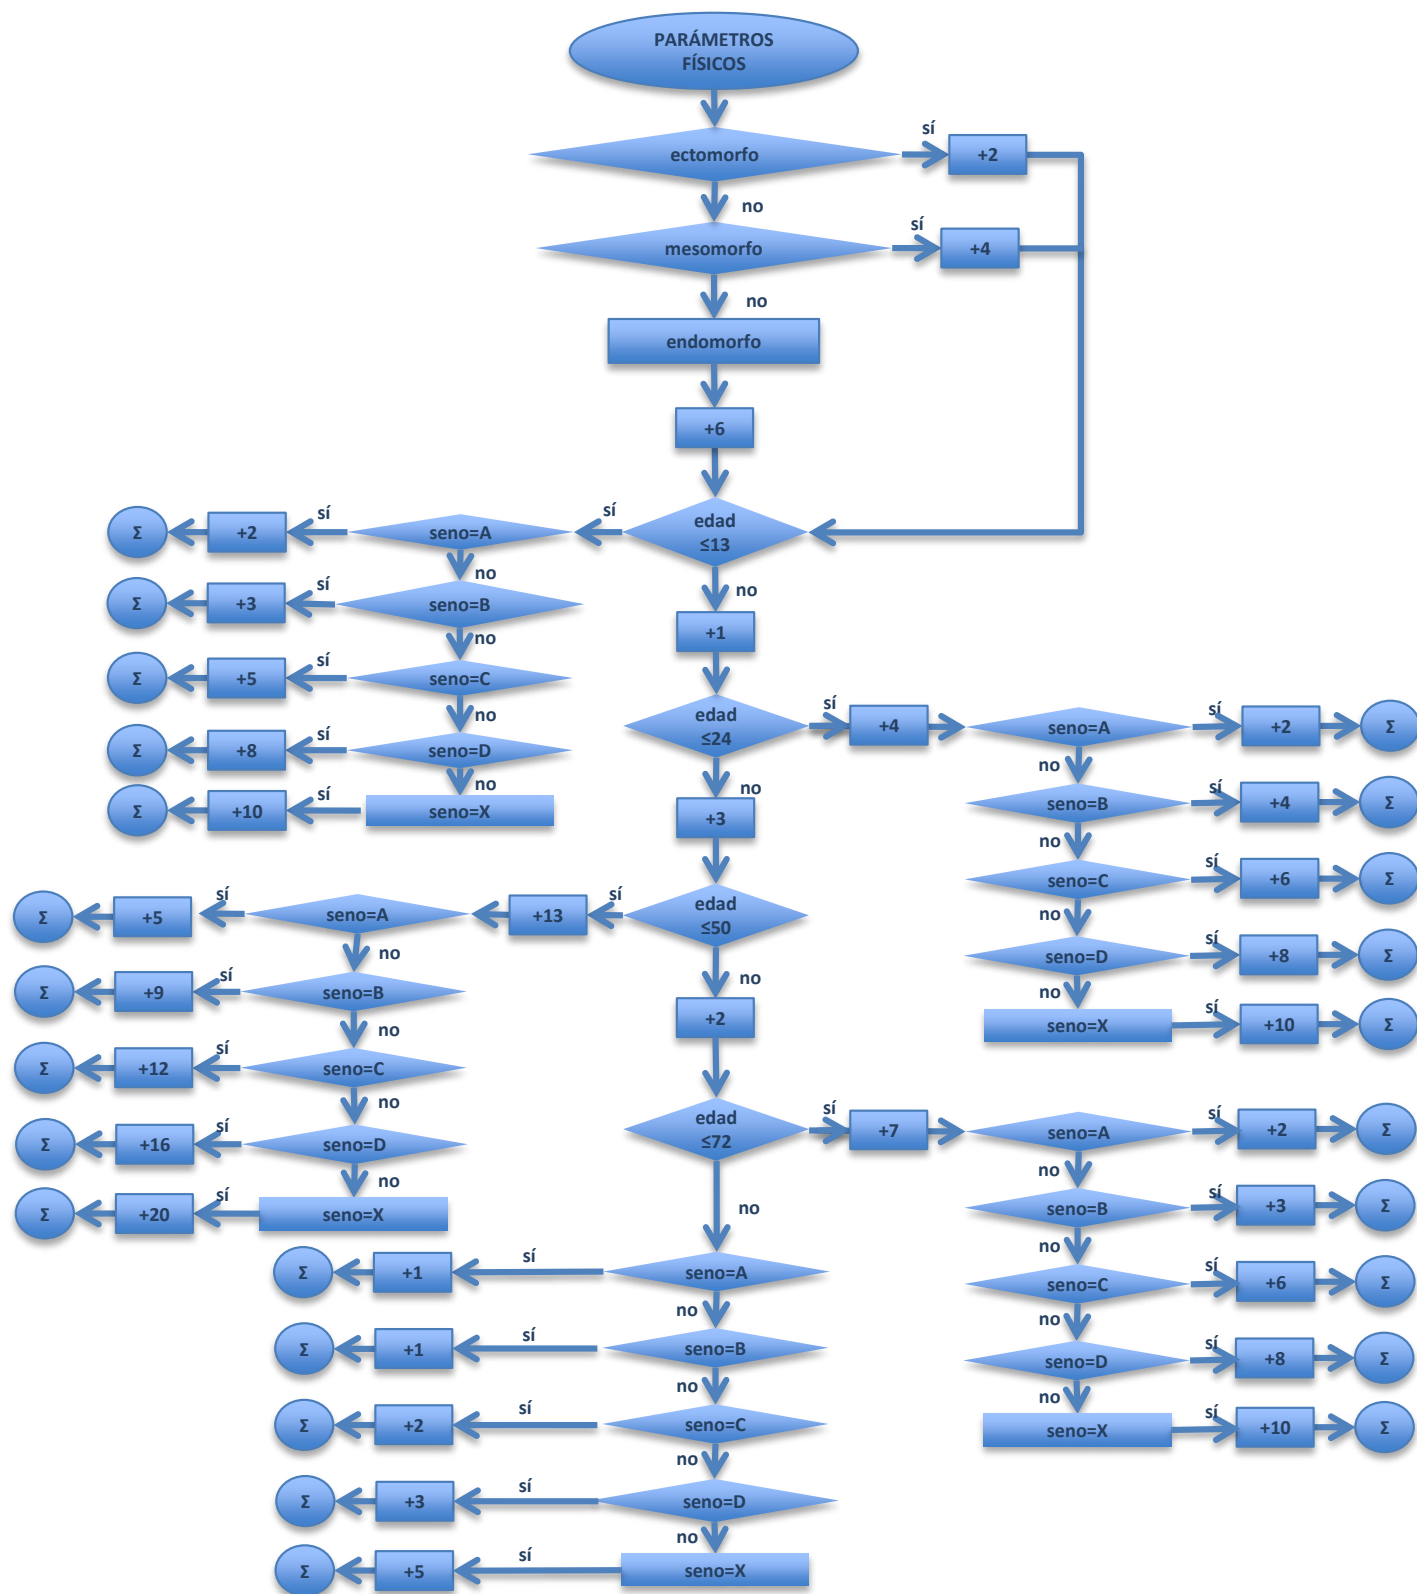 PARÁMETROS
FÍSICOS
ectomorfo
sí
+2
no
mesomorfo
sí
+4
no
endomorfo
+6
edad
≤13
sí
seno=A
sí
+2
Σ
no
seno=B
sí
+3
Σ
no
seno=C
sí
+5
Σ
no
seno=D
sí
+8
Σ
no
seno=X
sí
+10
Σ
no
+1
edad
≤24
sí
+4
seno=A
sí
+2
Σ
no
seno=B
sí
+4
Σ
no
seno=C
sí
+6
Σ
no
seno=D
sí
+8
Σ
no
seno=X
sí
+10
Σ
no
+3
edad
≤50
sí
+13
seno=A
sí
+5
Σ
no
seno=B
sí
+9
Σ
no
seno=C
sí
+12
Σ
no
seno=D
sí
+16
Σ
no
seno=X
sí
+20
Σ
no
+2
edad
≤72
sí
+7
seno=A
sí
+2
Σ
no
seno=B
sí
+3
Σ
no
seno=C
sí
+6
Σ
no
seno=D
sí
+8
Σ
no
seno=X
sí
+10
Σ
no
seno=A
sí
+1
Σ
no
seno=B
sí
+1
Σ
no
seno=C
sí
+2
Σ
no
seno=D
sí
+3
Σ
no
seno=X
sí
+5
Σ